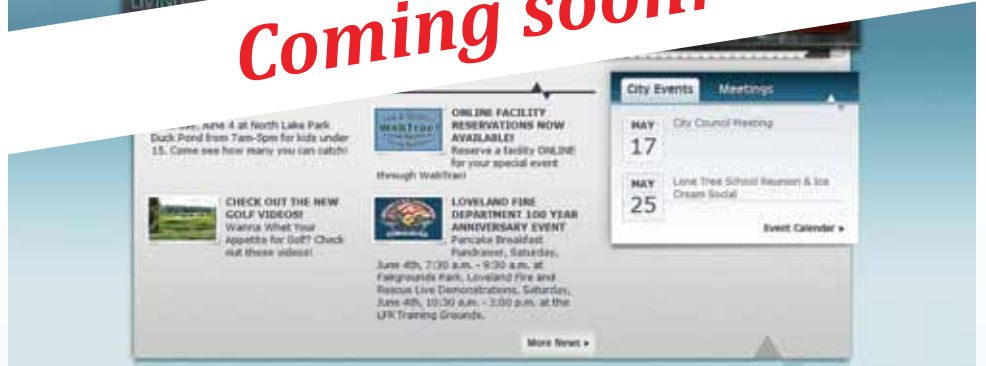 LIVING
Coming soon!
June 4 at North Lake Park
Duck Pond from 7am-5pm for kids under
15. Come see how many you can catch!
WebTrac!
ONLINE FACILITY
RESERVATIONS NOW
AVAILABLE!
Reserve a facility ONLINE
for your special event
through WebTrac!
CHECK OUT THE NEW
GOLF VIDEOS!
Wanna Whet Your
Appetite for Golf? Check
out these videos!
LOVELAND FIRE
DEPARTMENT 100 YEAR
ANNIVERSARY EVENT
Pancake Breakfast
Fundraiser, Saturday,
June 4th, 7:30 a.m. - 9:30 a.m. at
Fairgrounds Park. Loveland Fire and
Rescue Live Demonstrations, Saturday,
June 4th, 10:30 a.m. - 3:00 p.m. at the
LFR Training Grounds.
More News
City Events
Meetings
MAY
17
City Council Meeting
MAY
25
Lone Tree School Reunion & Ice
Cream Social
Event Calendar